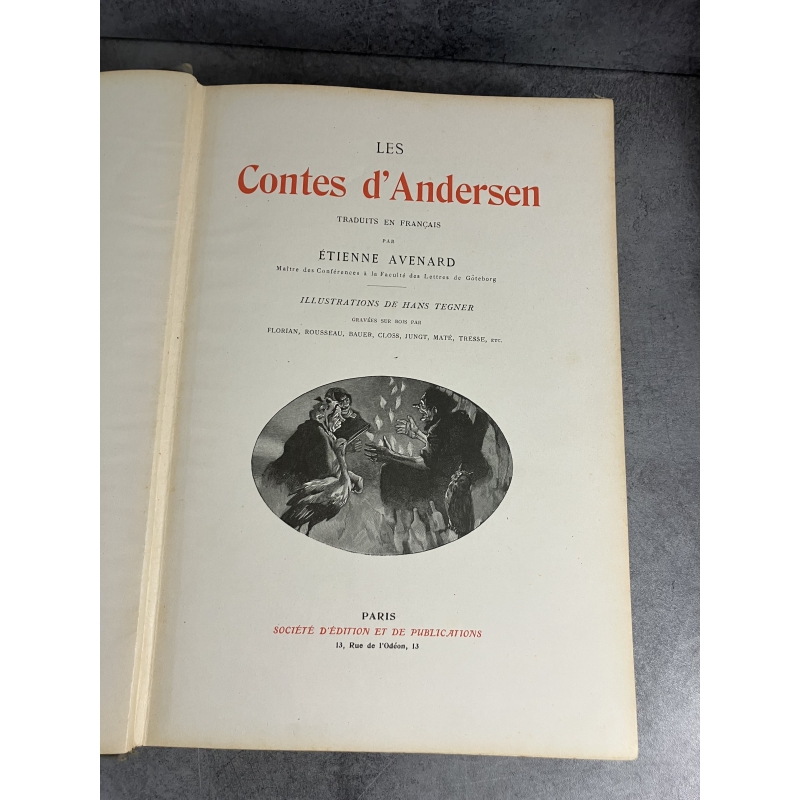 LES
Contes d'Andersen
TRADUITS EN FRANÇAIS
PAR
ÉTIENNE AVENARD
Maître des Conférences à la Faculté des Lettres de Göteborg
ILLUSTRATIONS DE HANS TEGNER
GRAVÉES SUR BOIS PAR
FLORIAN, ROUSSEAU, BAUER, CLOSS, JUNGT, MATÉ, TRESSE, ETC.
PARIS
SOCIÉTÉ D'ÉDITION ET DE PUBLICATIONS
13, Rue de l'Odéon, 13